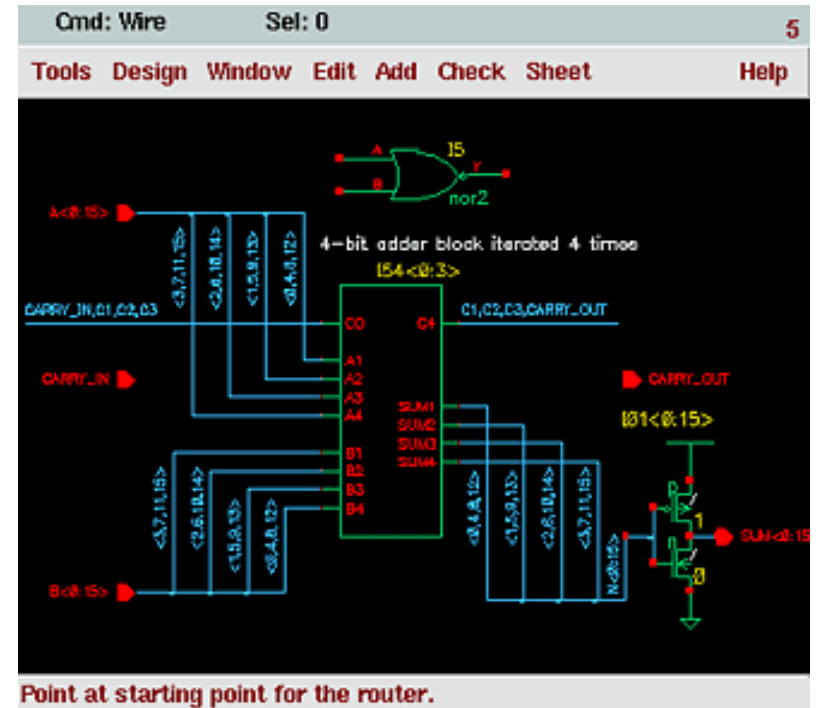 Cmd: Wire Sel: 0 5
Tools Design Window Edit Add Check Sheet Help
A I5
Y
B
nor2
A<0:15>
<3,7,11,15>
<2,6,10,14>
<1,5,9,13>
<0,4,8,12>
4-bit adder block iterated 4 times
I54<0:3>
CARRY_IN,C1,C2,C3
C0 C4
C1,C2,C3,CARRY_OUT
A1
A2
A3
A4
CARRY_IN
CARRY_OUT
SUM1
SUM2
SUM3
SUM4
I01<0:15>
B1
B2
B3
B4
<3,7,11,15>
<2,6,10,14>
<1,5,9,13>
<0,4,8,12>
<0,4,8,12>
<1,5,9,13>
<2,6,10,14>
<3,7,11,15>
N<0:15>
1
SUM<0:15
0
B<0:15>
Point at starting point for the router.